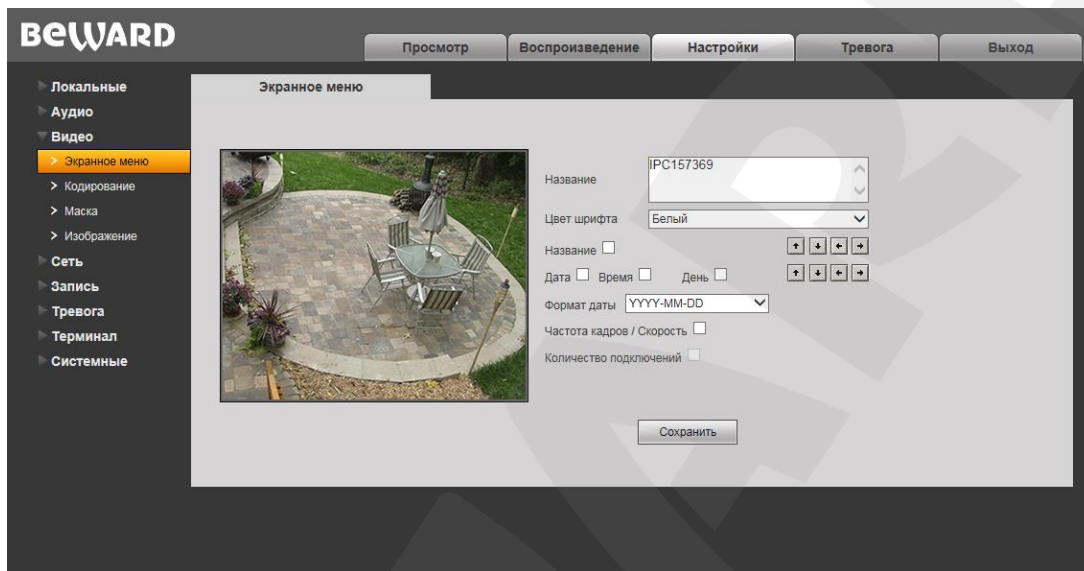 BEWARD
Просмотр Воспроизведение Настройки Тревога Выход
Локальные
Аудио
Видео
Экранное меню
Кодирование
Маска
Изображение
Сеть
Запись
Тревога
Терминал
Системные
Экранное меню
Название IPC157369
Цвет шрифта Белый
Название
Дата Время День
Формат даты YYYY-MM-DD
Частота кадров / Скорость
Количество подключений
Сохранить